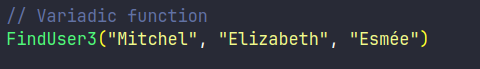 // Variadic function
FindUser3("Mitchel", "Elizabeth", "Esmée")